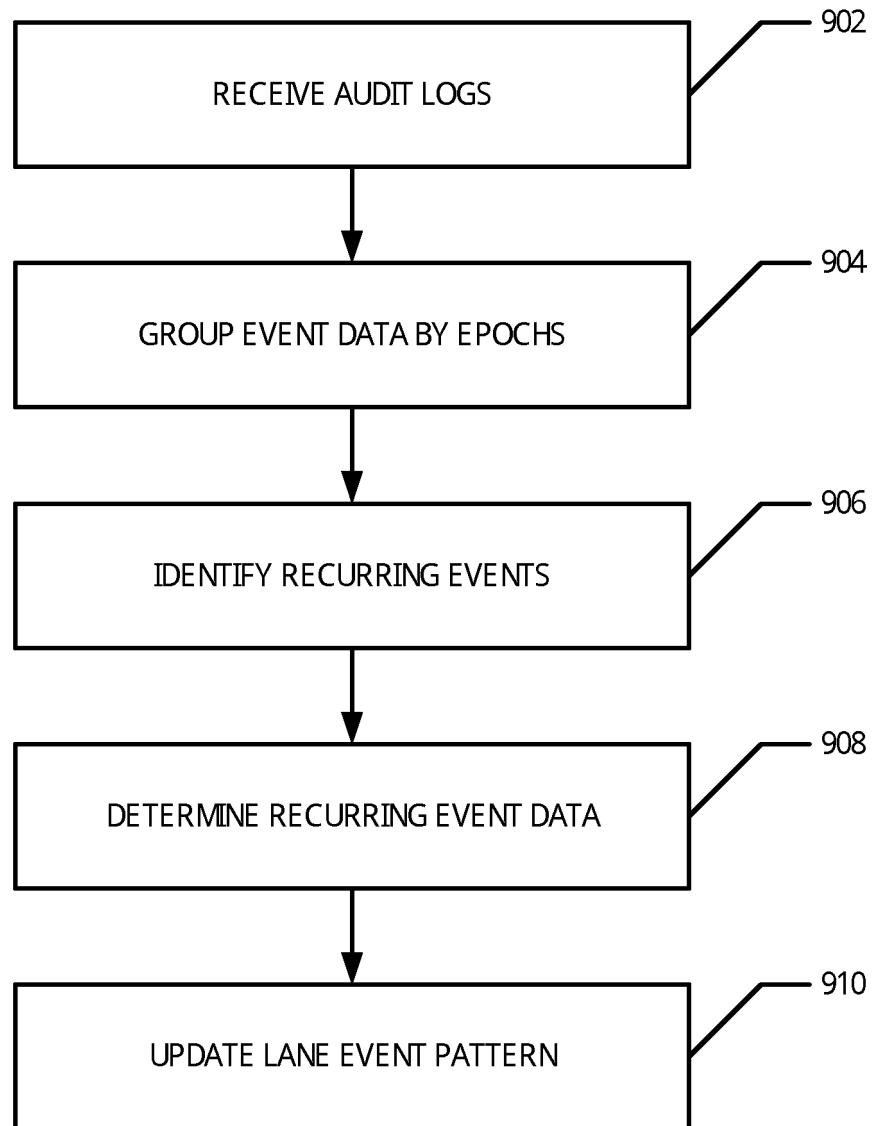 902
RECEIVE AUDIT LOGS
904
GROUP EVENT DATA BY EPOCHS
906
IDENTIFY RECURRING EVENTS
908
DETERMINE RECURRING EVENT DATA
910
UPDATE LANE EVENT PATTERN